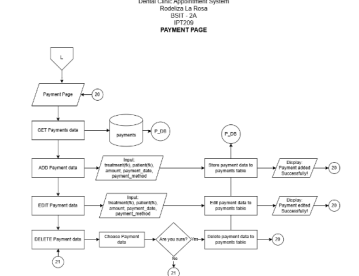 Dental Clinic Appointment System
Rodeliza La Rosa
BSIT - 2A
IPT209
PAYMENT PAGE
L
Payment Page
20
GET Payments data
payments
P_DB
P_DB
ADD Payment data
Input:
treatment(fk), patient(fk),
amount, payment_date,
payment_method
Store payment data to
payments table
Display
Payment added
Successfully!
20
EDIT Payment data
Input:
treatment(fk), patient(fk),
amount, payment_date,
payment_method
Edit payment data to
payments table
Display
Payment added
Successfully!
20
DELETE Payment data
Choose Payment
data
Are you sure?
Yes
Delete payment data to
payments table
20
21
No
21